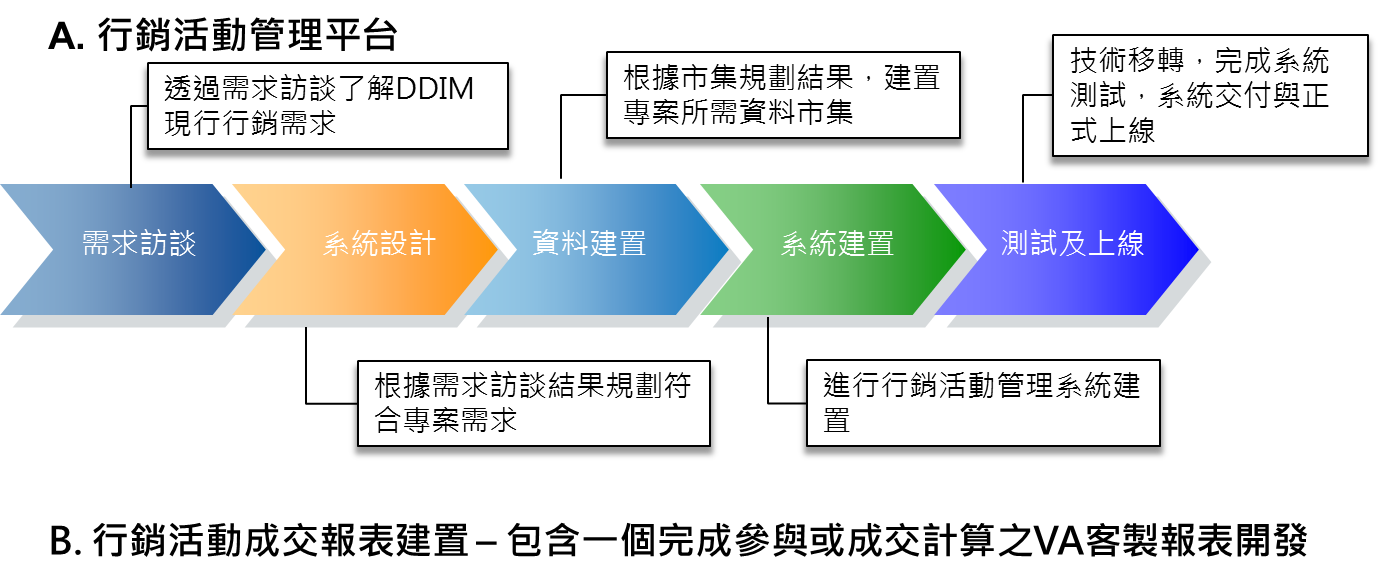 A. 行銷活動管理平台
透過需求訪談了解DDIM
現行行銷需求
根據市集規劃結果，建置
專案所需資料市集
技術移轉，完成系統
測試，系統交付與正
式上線
需求訪談
系統設計
資料建置
系統建置
測試及上線
根據需求訪談結果規劃符
合專案需求
進行行銷活動管理系統建
置
B. 行銷活動成交報表建置 – 包含一個完成參與或成交計算之VA客製報表開發